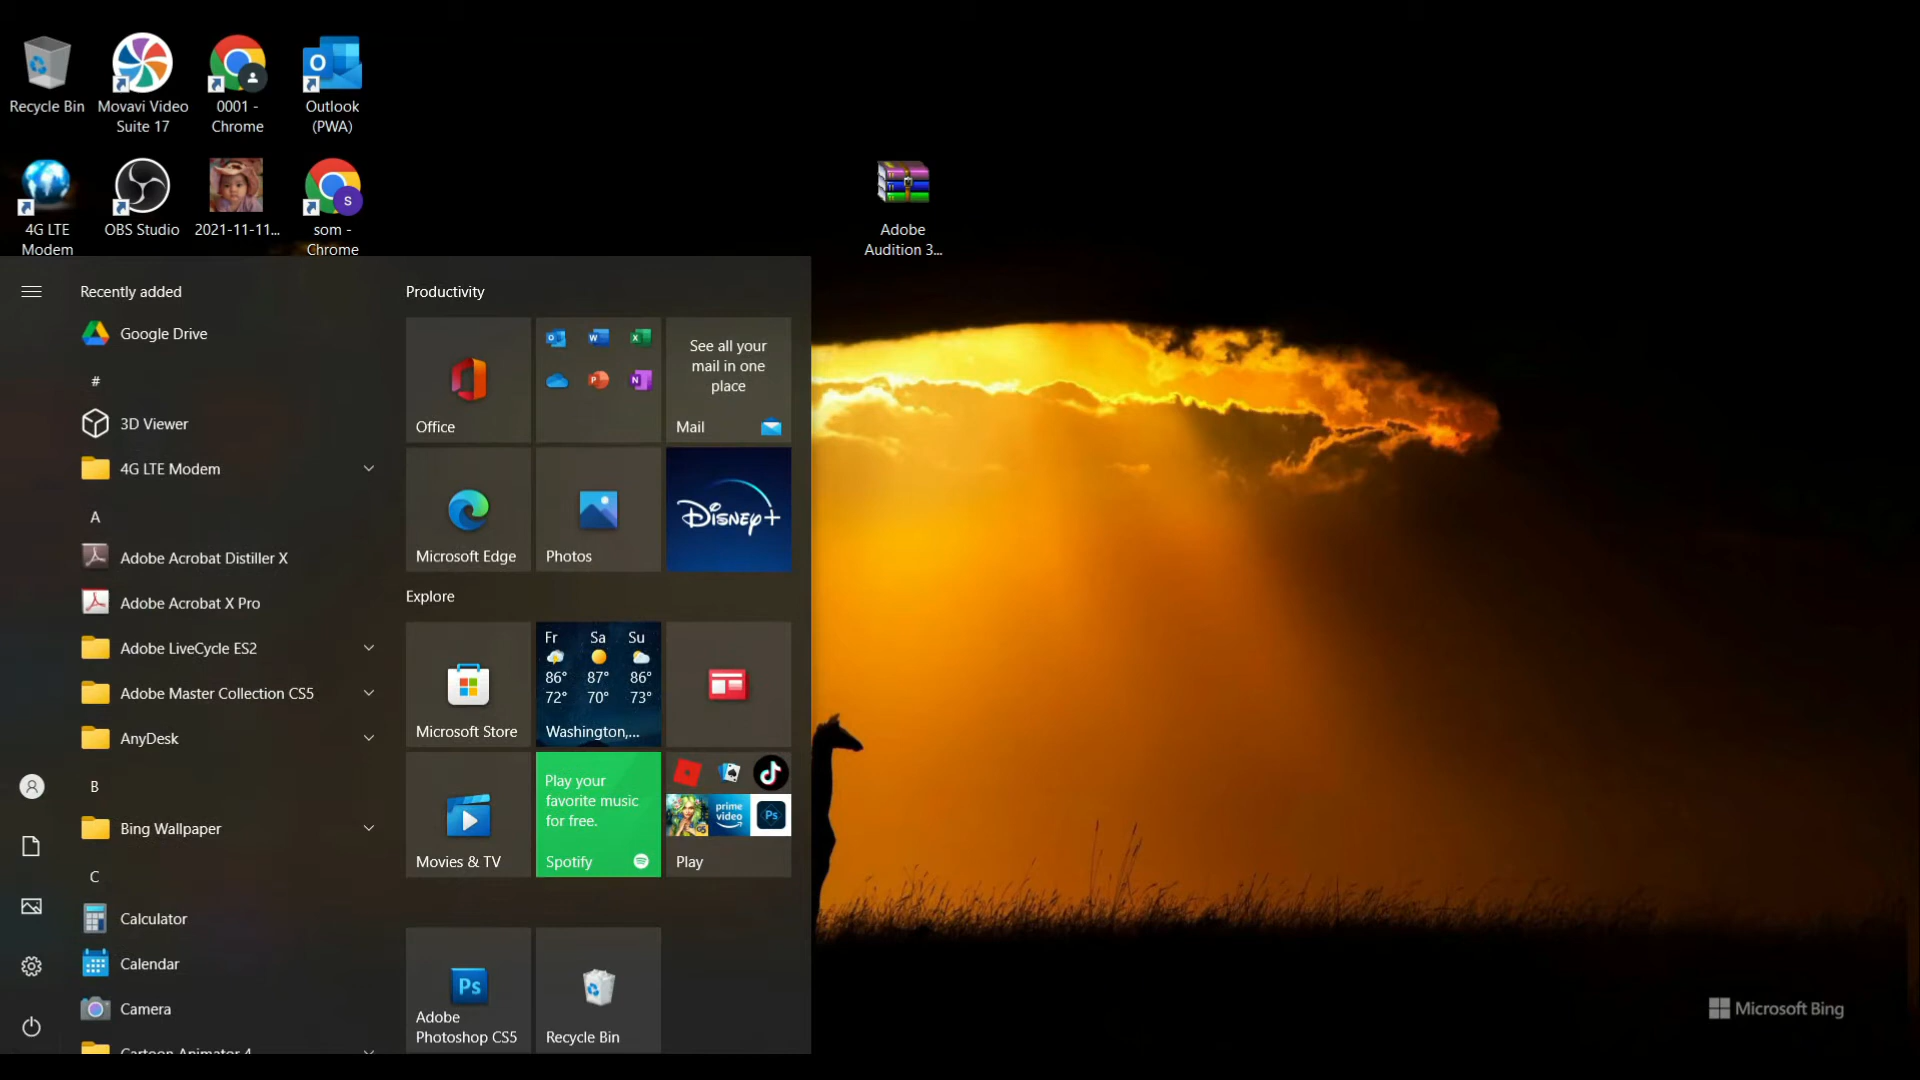 Recycle Bin
Movavi Video
Suite 17
0001 -
Chrome
Outlook
(PWA)
4G LTE
Modem
OBS Studio
2021-11-11...
som -
Chrome
Adobe
Audition 3...
Recently added
Google Drive
#
3D Viewer
4G LTE Modem
A
Adobe Acrobat Distiller X
Adobe Acrobat X Pro
Adobe LiveCycle ES2
Adobe Master Collection CS5
AnyDesk
B
Bing Wallpaper
C
Calculator
Calendar
Camera
Cartoon Animator 4
Productivity
Office
See all your
mail in one
place
Mail
Microsoft Edge
Photos
Disney+
Explore
Microsoft Store
Fr Sa Su
86° 87° 86°
72° 70° 73°
Washington,...
Movies & TV
Play your
favorite music
for free.
Spotify
prime
video
Ps
Play
Ps
Adobe
Photoshop CS5
Recycle Bin
Microsoft Bing